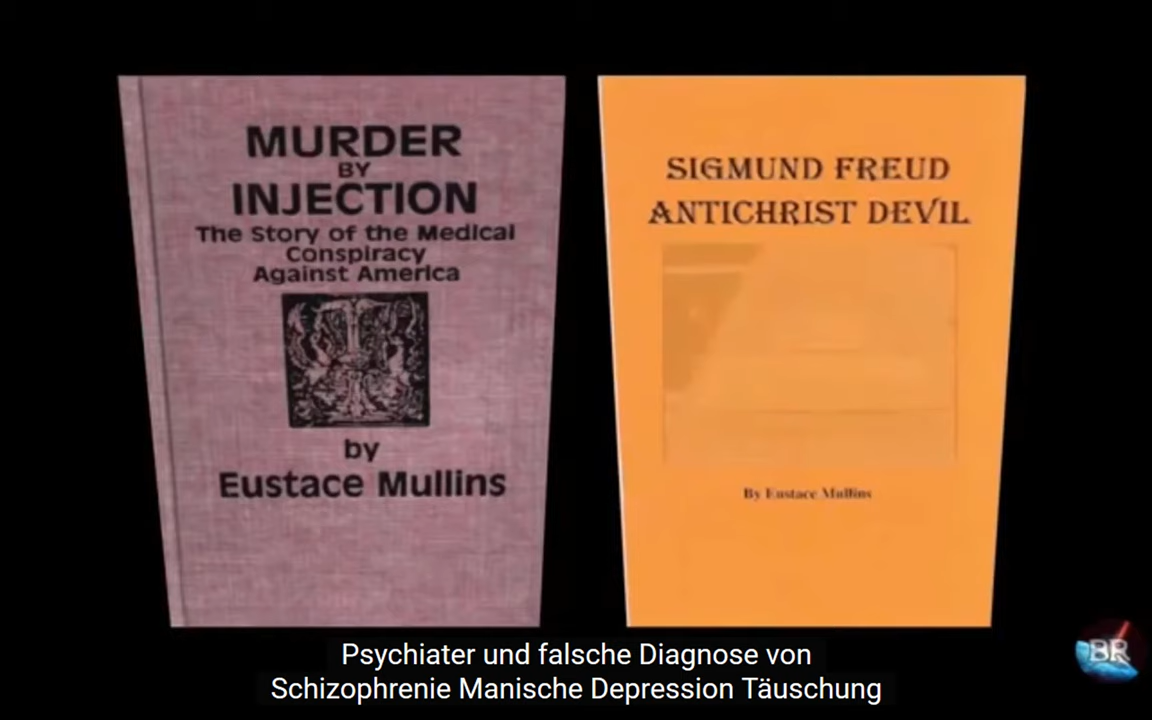 MURDER
BY
INJECTION
The Story of the Medical
Conspiracy
Against America
by
Eustace Mullins
SIGMUND FREUD
ANTICHRIST DEVIL
By Eustace Mullins
Psychiater und falsche Diagnose von
Schizophrenie Manische Depression Täuschung
BR